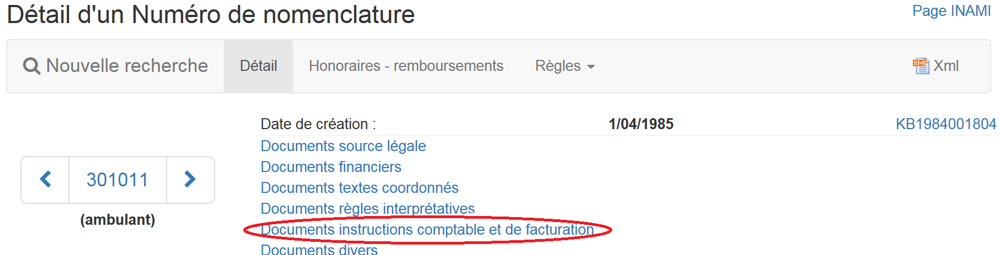 Détail d'un Numéro de nomenclature
Page INAMI
Nouvelle recherche
Détail
Honoraires - remboursements
Règles
XML
Xml
Date de création :
1/04/1985
KB1984001804
Documents source légale
Documents financiers
301011
Documents textes coordonnés
Documents règles interprétatives
(ambulant)
Documents instructions comptable et de facturation
Documents divers